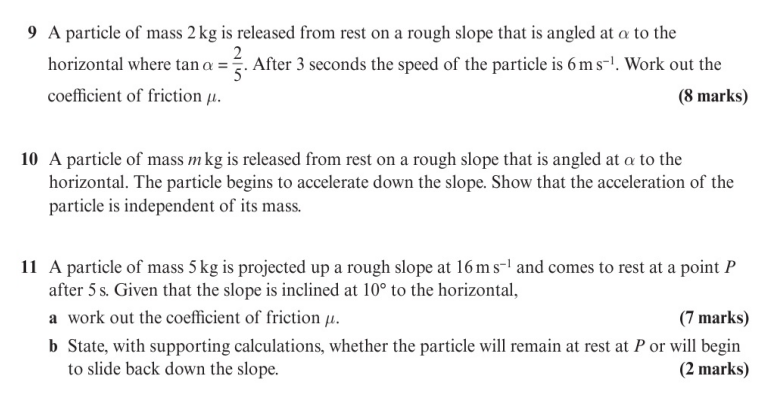 9 A particle of mass 2 kg is released from rest on a rough slope that is angled at α to the
horizontal where tan α = 2/5. After 3 seconds the speed of the particle is 6 m s⁻¹. Work out the
coefficient of friction μ. (8 marks)
10 A particle of mass m kg is released from rest on a rough slope that is angled at α to the
horizontal. The particle begins to accelerate down the slope. Show that the acceleration of the
particle is independent of its mass.
11 A particle of mass 5 kg is projected up a rough slope at 16 m s⁻¹ and comes to rest at a point P
after 5 s. Given that the slope is inclined at 10° to the horizontal,
a work out the coefficient of friction μ. (7 marks)
b State, with supporting calculations, whether the particle will remain at rest at P or will begin
to slide back down the slope. (2 marks)